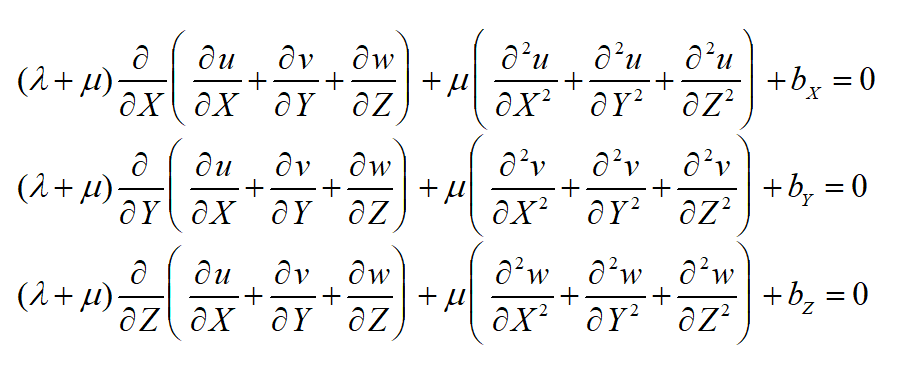 (λ+μ) ∂/∂X (∂u/∂X + ∂v/∂Y + ∂w/∂Z) + μ(∂²u/∂X² + ∂²u/∂Y² + ∂²u/∂Z²) + b_X = 0
(λ+μ) ∂/∂Y (∂u/∂X + ∂v/∂Y + ∂w/∂Z) + μ(∂²v/∂X² + ∂²v/∂Y² + ∂²v/∂Z²) + b_Y = 0
(λ+μ) ∂/∂Z (∂u/∂X + ∂v/∂Y + ∂w/∂Z) + μ(∂²w/∂X² + ∂²w/∂Y² + ∂²w/∂Z²) + b_Z = 0